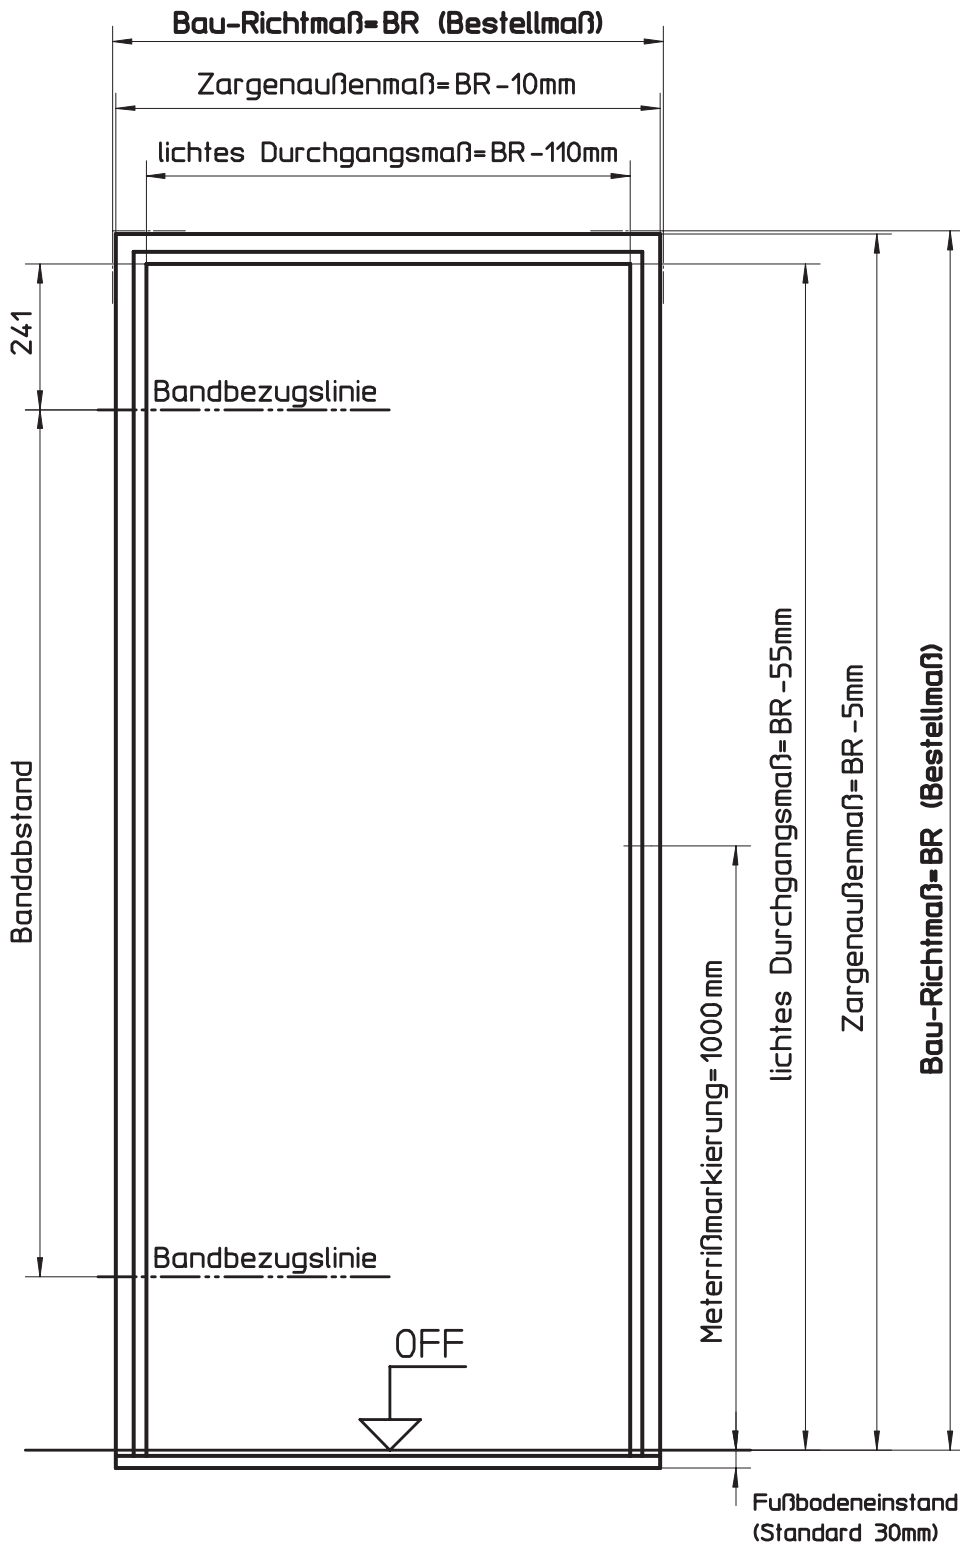 Bau-Richtmaß=BR (Bestellmaß)
Zargenaußenmaß=BR-10mm
lichtes Durchgangsmaß=BR-110mm
241
Bandbezugslinie
Bandabstand
lichtes Durchgangsmaß=BR-55mm
Zargenaußenmaß=BR-5mm
Bau-Richtmaß=BR (Bestellmaß)
Meterrißmarkierung=1000mm
Bandbezugslinie
OFF
Fußbodeneinstand
(Standard 30mm)